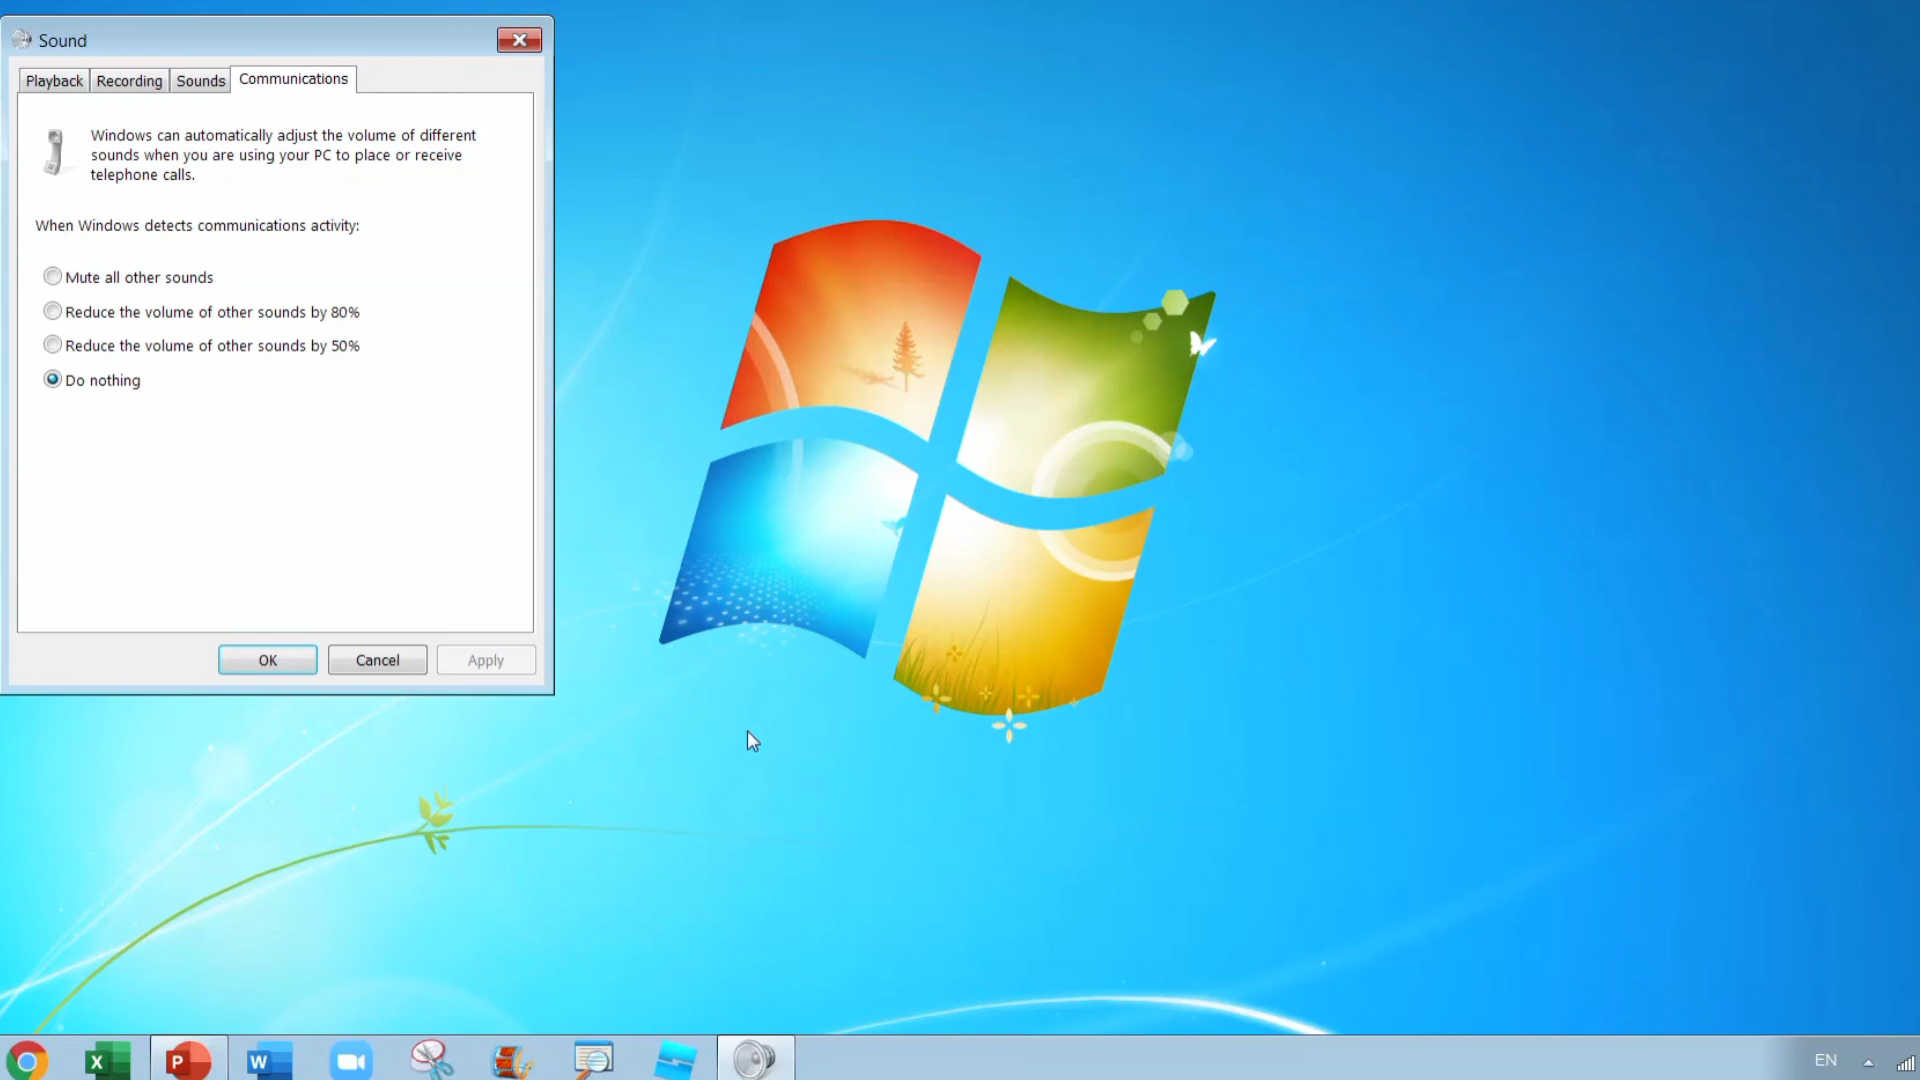 Sound
Playback
Recording
Sounds
Communications
Windows can automatically adjust the volume of different
sounds when you are using your PC to place or receive
telephone calls.
When Windows detects communications activity:
Mute all other sounds
Reduce the volume of other sounds by 80%
Reduce the volume of other sounds by 50%
Do nothing
OK
Cancel
Apply
X
P
W
EN